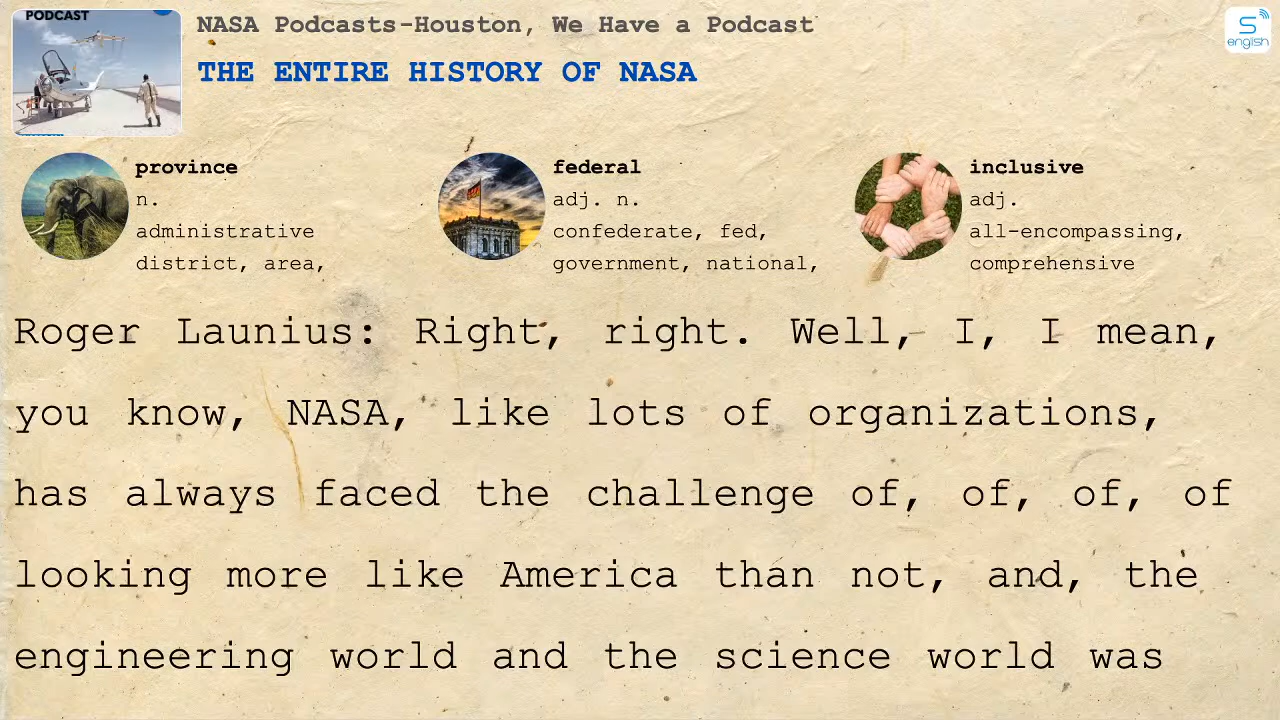 PODCAST
NASA Podcasts-Houston, We Have a Podcast
THE ENTIRE HISTORY OF NASA
S
english
province
n.
administrative
district, area,
federal
adj. n.
confederate, fed,
government, national,
inclusive
adj.
all-encompassing,
comprehensive
Roger Launius: Right, right. Well, I, I mean,
you know, NASA, like lots of organizations,
has always faced the challenge of, of, of, of
looking more like America than not, and, the
engineering world and the science world was